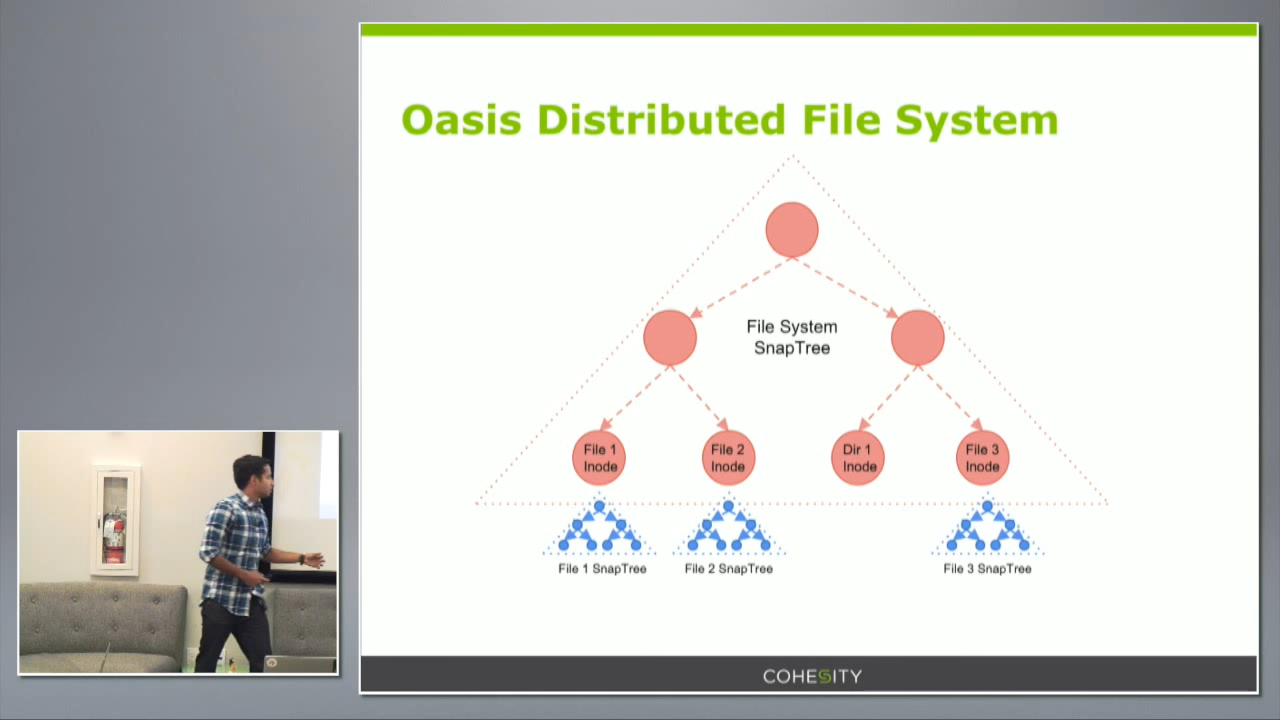 Oasis Distributed File System
File System
SnapTree
File 1
Inode
File 2
Inode
Dir 1
Inode
File 3
Inode
File 1 SnapTree
File 2 SnapTree
File 3 SnapTree
COHESITY